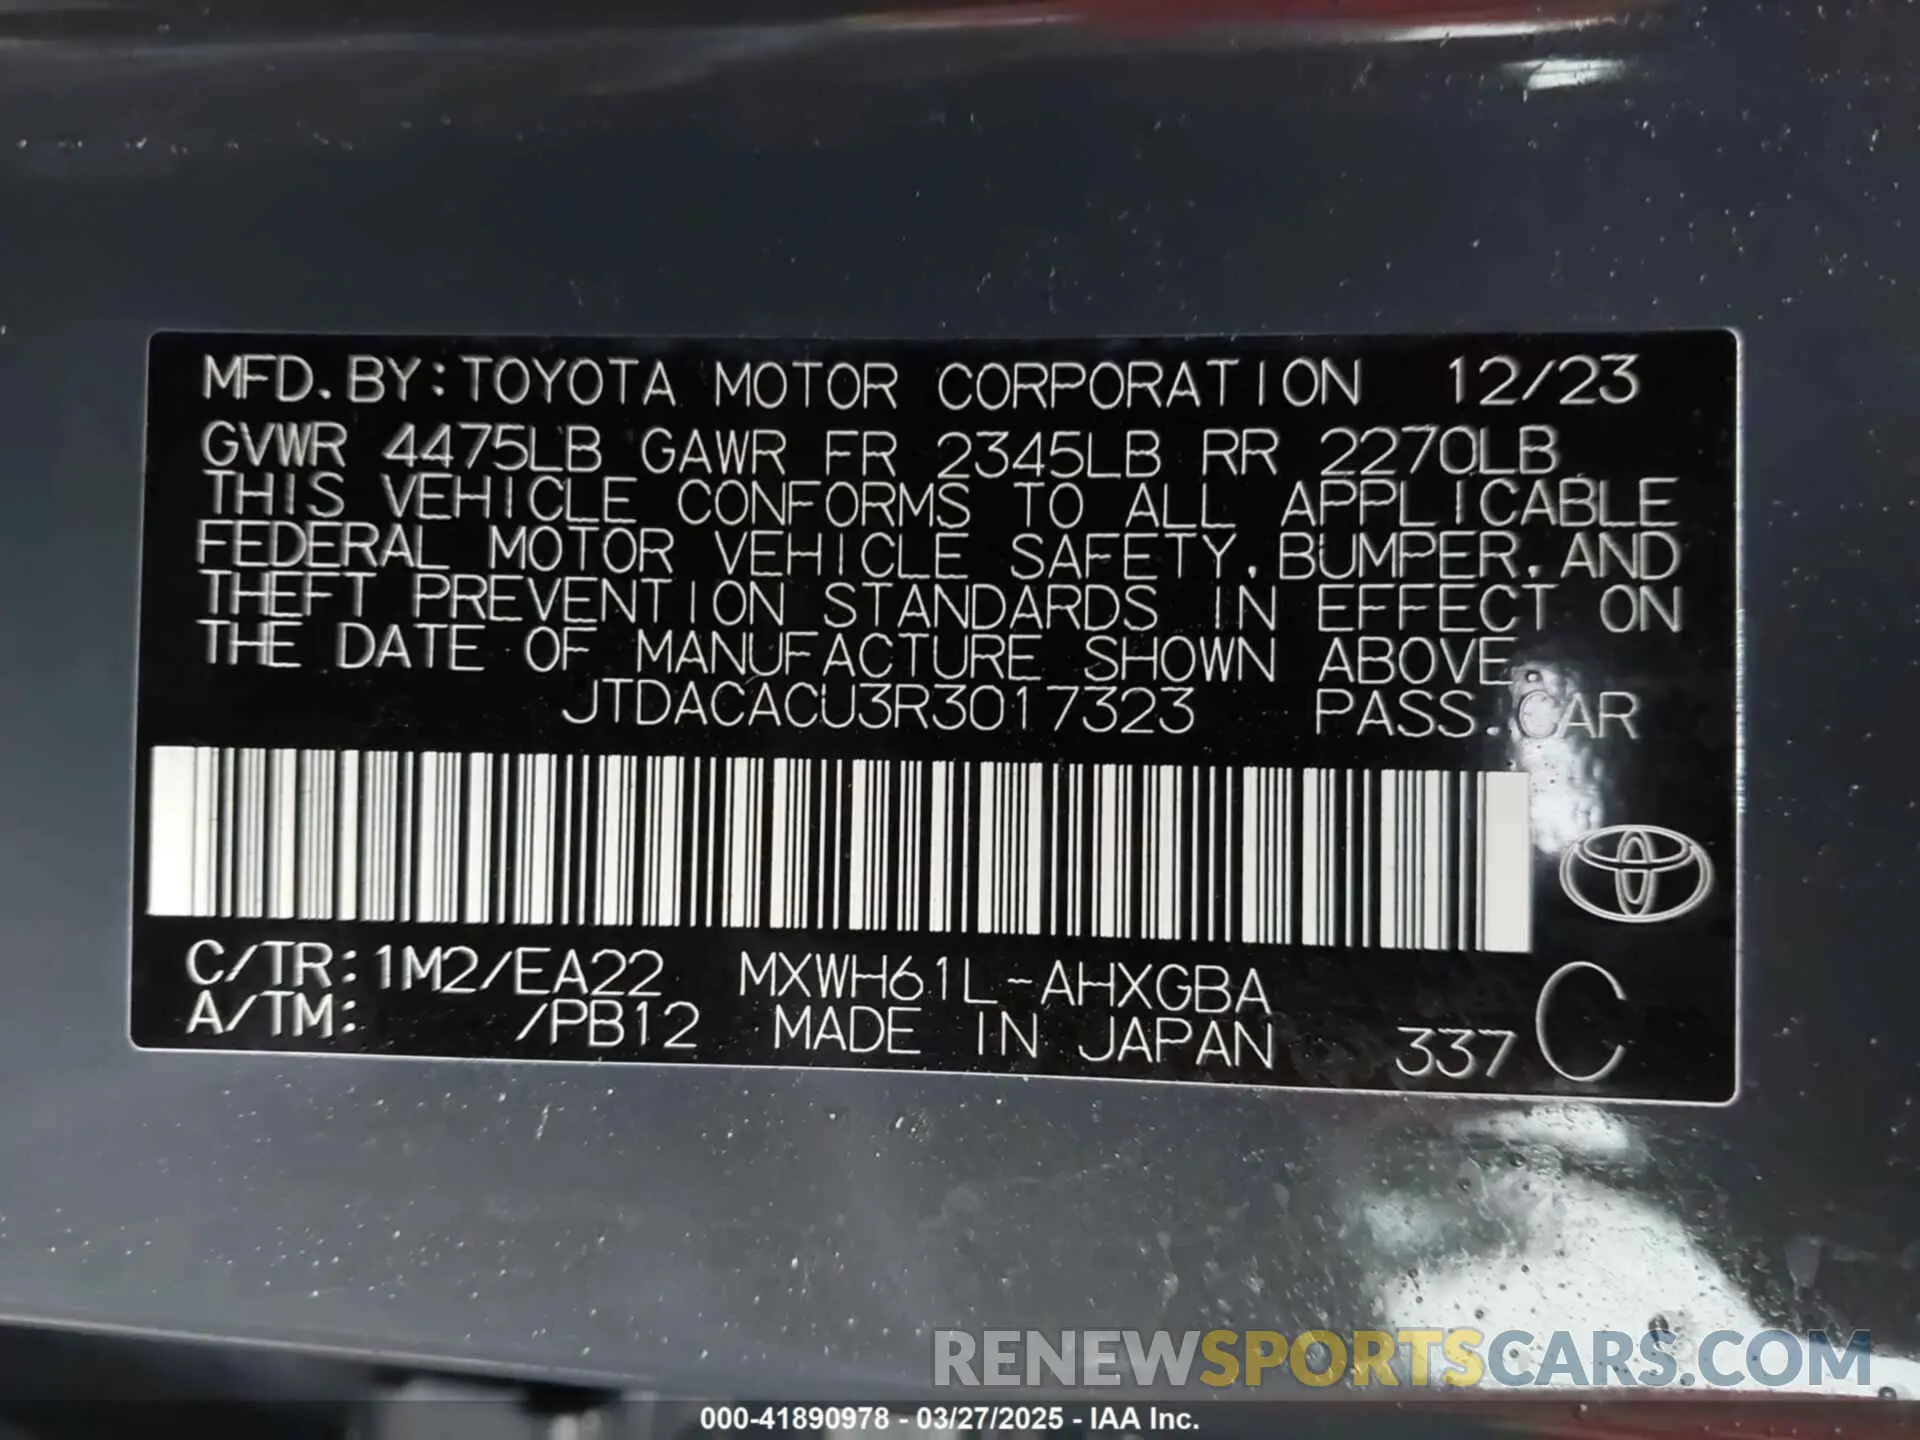 MFD.BY:TOYOTA MOTOR CORPORATION 12/23
GVWR 4475LB GAWR FR 2345LB RR 2270LB
THIS VEHICLE CONFORMS TO ALL APPLICABLE
FEDERAL MOTOR VEHICLE SAFETY,BUMPER,AND
THEFT PREVENTION STANDARDS IN EFFECT ON
THE DATE OF MANUFACTURE SHOWN ABOVE.
JTDACACU3R3017323 PASS.CAR
C/TR:1M2/EA22 MXWH61L-AHXGBA
A/TM: /PB12 MADE IN JAPAN 337 C
RENEWSPORTSCARS.COM
000-41890978 - 03/27/2025 - IAA Inc.